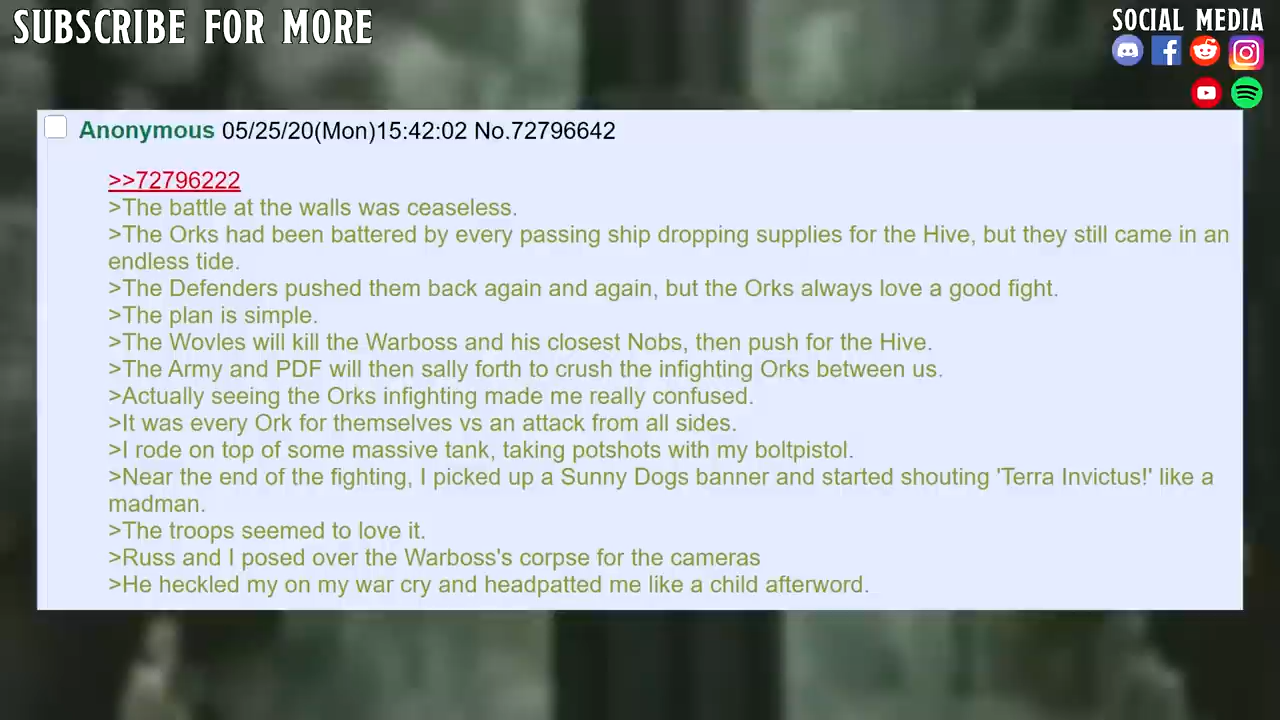 SUBSCRIBE FOR MORE
SOCIAL MEDIA
Anonymous 05/25/20(Mon)15:42:02 No.72796642
>>72796222
>The battle at the walls was ceaseless.
>The Orks had been battered by every passing ship dropping supplies for the Hive, but they still came in an
endless tide.
>The Defenders pushed them back again and again, but the Orks always love a good fight.
>The plan is simple.
>The Wovles will kill the Warboss and his closest Nobs, then push for the Hive.
>The Army and PDF will then sally forth to crush the infighting Orks between us.
>Actually seeing the Orks infighting made me really confused.
>It was every Ork for themselves vs an attack from all sides.
>I rode on top of some massive tank, taking potshots with my boltpistol.
>Near the end of the fighting, I picked up a Sunny Dogs banner and started shouting 'Terra Invictus!' like a
madman.
>The troops seemed to love it.
>Russ and I posed over the Warboss's corpse for the cameras
>He heckled my on my war cry and headpatted me like a child afterword.